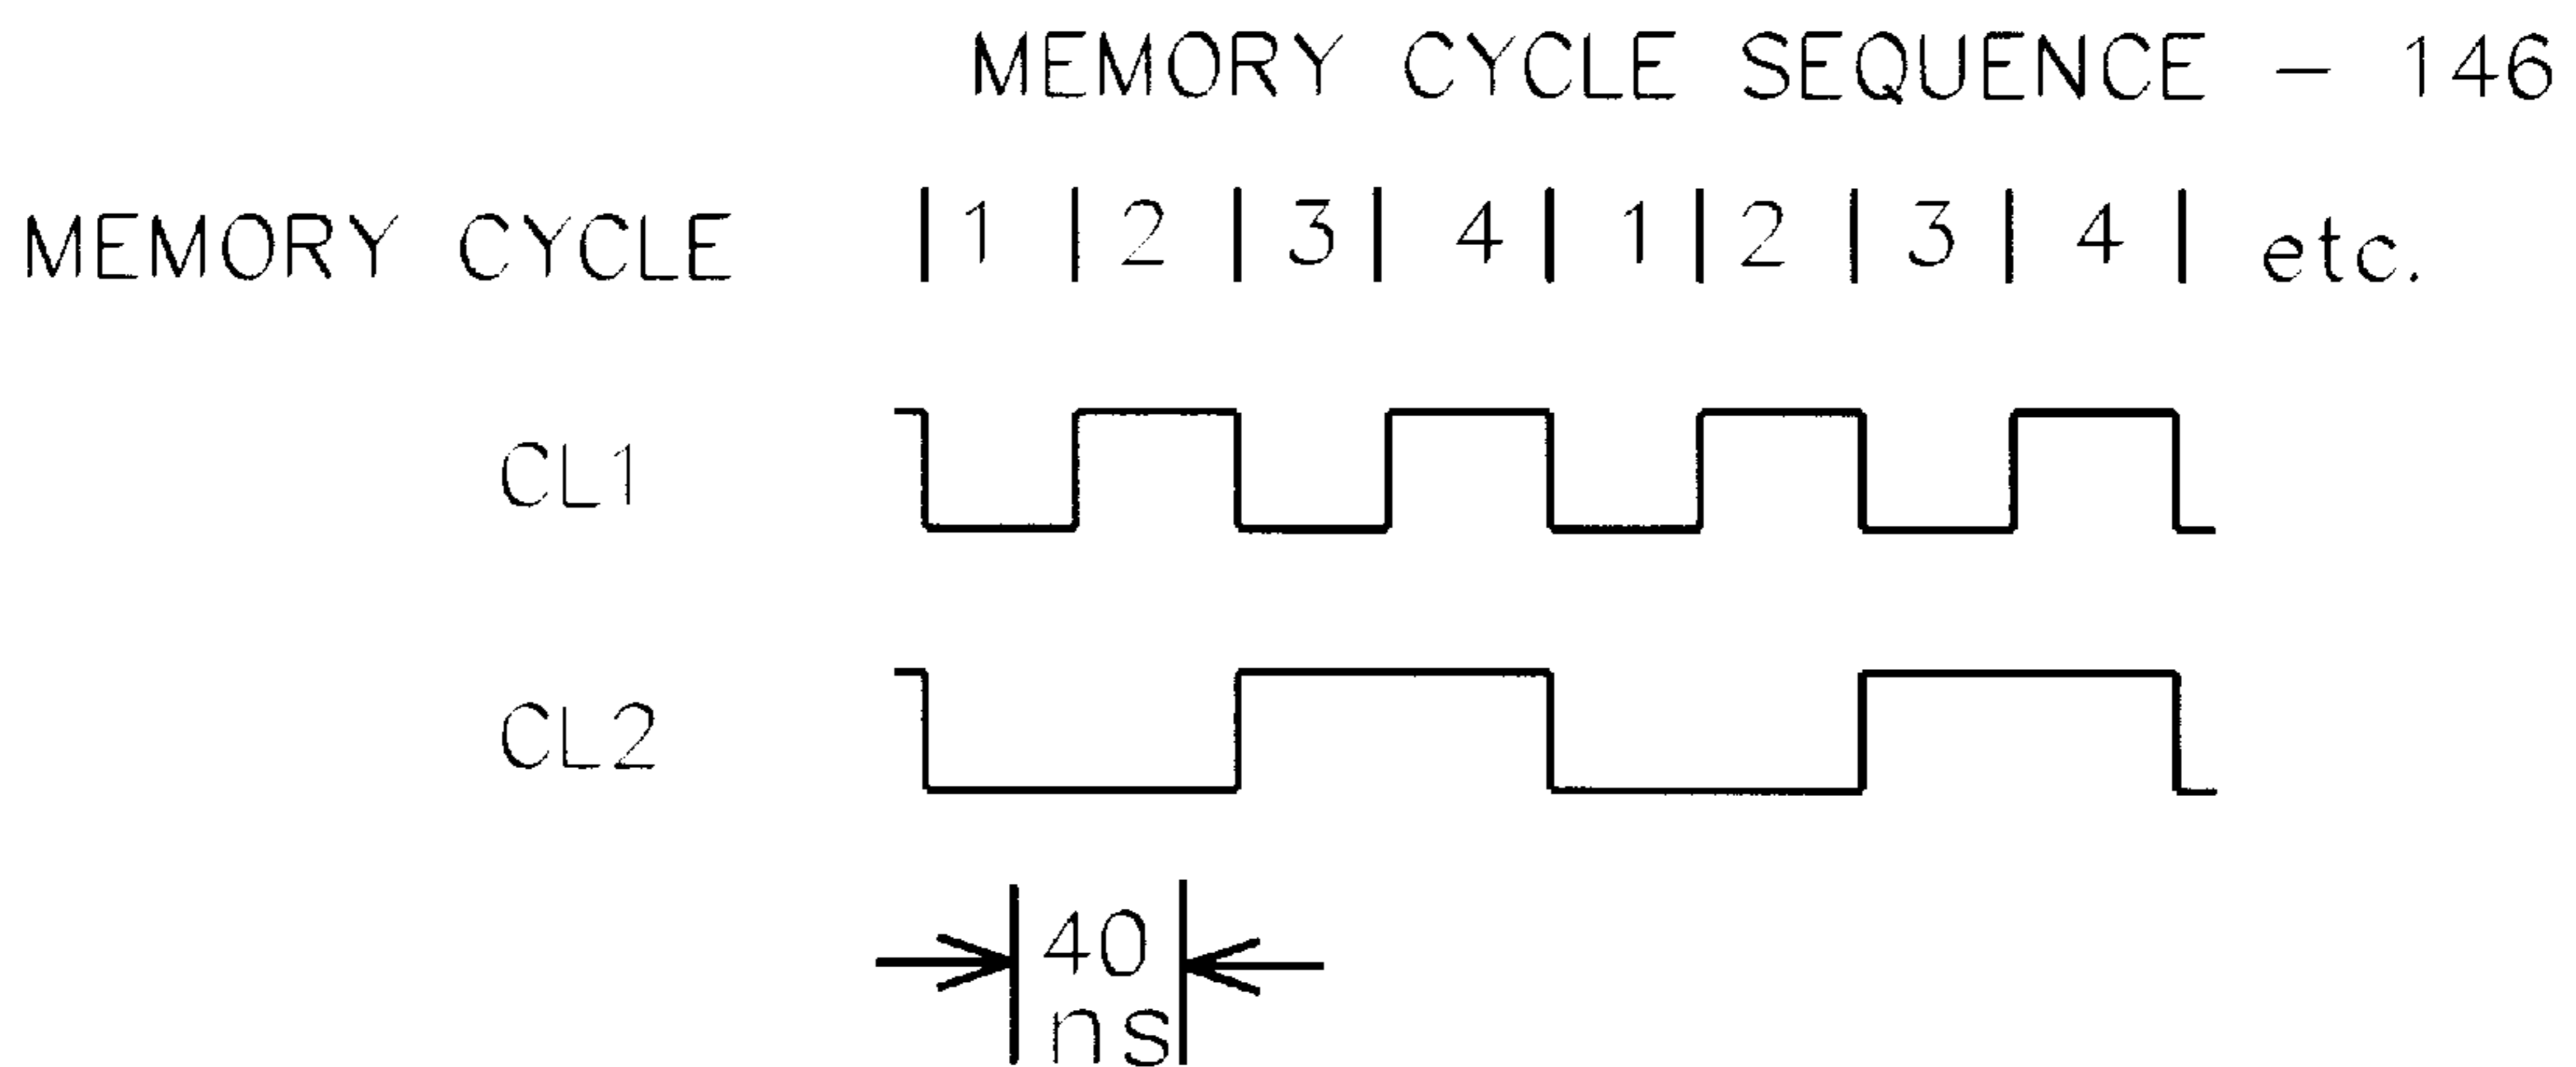 MEMORY CYCLE SEQUENCE - 146
MEMORY CYCLE | 1 | 2 | 3 | 4 | 1 | 2 | 3 | 4 | etc.
CL1
CL2
40
ns